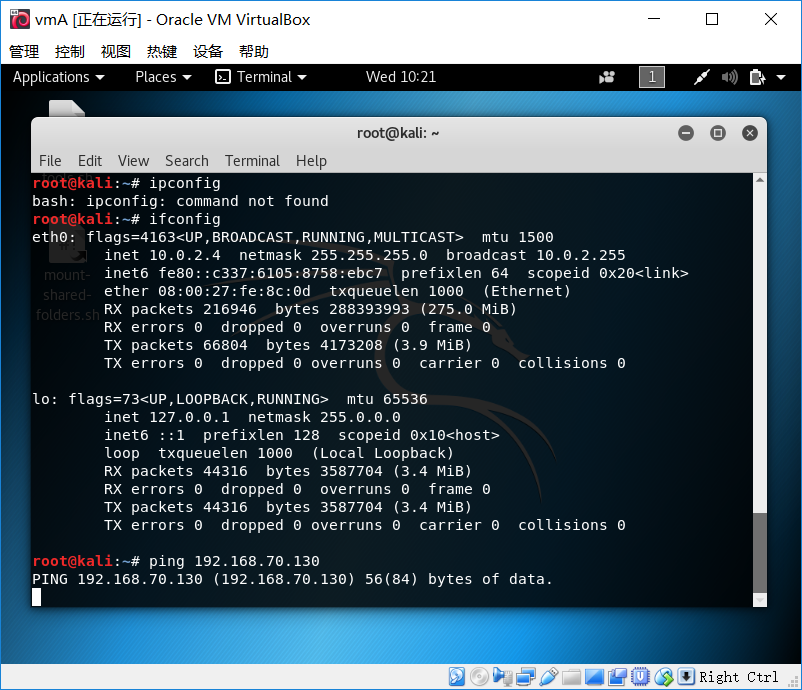 vmA [正在运行] - Oracle VM VirtualBox
管理 控制 视图 热键 设备 帮助
Applications Places Terminal Wed 10:21 1
root@kali: ~
File Edit View Search Terminal Help
root@kali:~# ipconfig
bash: ipconfig: command not found
root@kali:~# ifconfig
eth0: flags=4163<UP,BROADCAST,RUNNING,MULTICAST>  mtu 1500
        inet 10.0.2.4  netmask 255.255.255.0  broadcast 10.0.2.255
        inet6 fe80::c337:6105:8758:ebc7  prefixlen 64  scopeid 0x20<link>
        ether 08:00:27:fe:8c:0d  txqueuelen 1000  (Ethernet)
        RX packets 216946  bytes 288393993 (275.0 MiB)
        RX errors 0  dropped 0  overruns 0  frame 0
        TX packets 66804  bytes 4173208 (3.9 MiB)
        TX errors 0  dropped 0 overruns 0  carrier 0  collisions 0
lo: flags=73<UP,LOOPBACK,RUNNING>  mtu 65536
        inet 127.0.0.1  netmask 255.0.0.0
        inet6 ::1  prefixlen 128  scopeid 0x10<host>
        loop  txqueuelen 1000  (Local Loopback)
        RX packets 44316  bytes 3587704 (3.4 MiB)
        RX errors 0  dropped 0  overruns 0  frame 0
        TX packets 44316  bytes 3587704 (3.4 MiB)
        TX errors 0  dropped 0 overruns 0  carrier 0  collisions 0
root@kali:~# ping 192.168.70.130
PING 192.168.70.130 (192.168.70.130) 56(84) bytes of data.
mount-
shared-
folders.sh
Right Ctrl